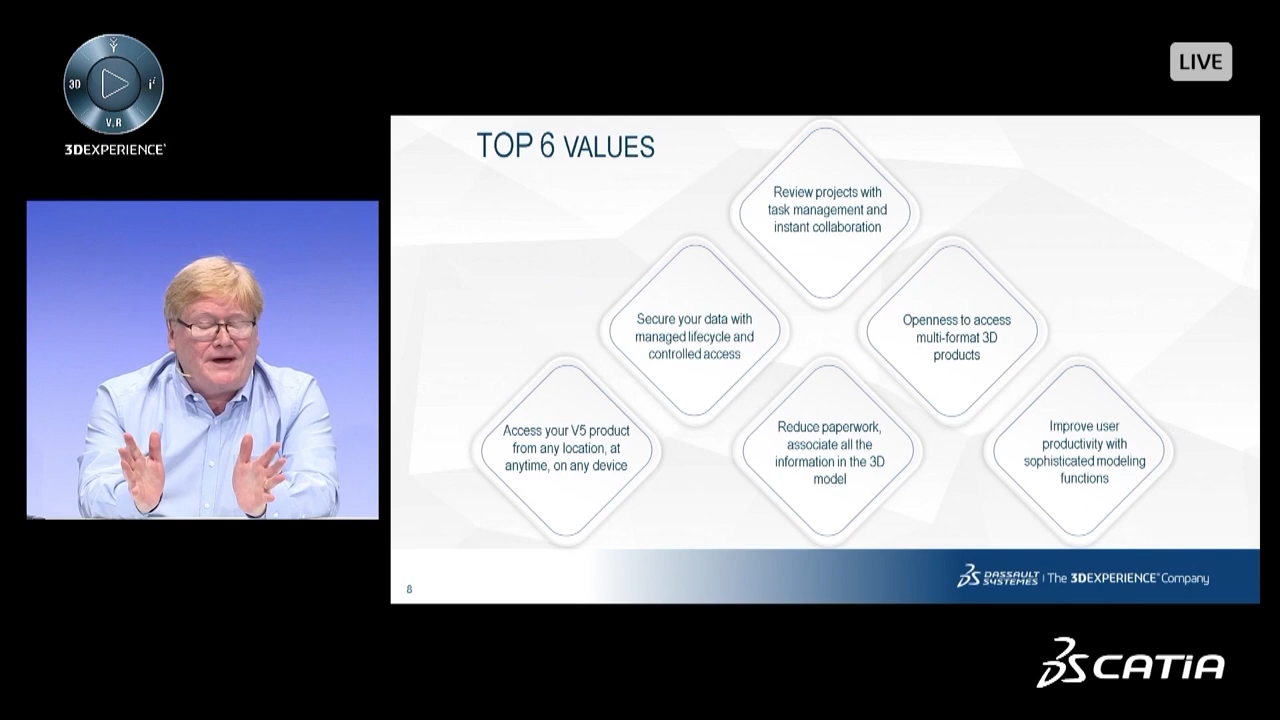 3D
i²
V.R
3DEXPERIENCE®
LIVE
TOP 6 VALUES
Review projects with
task management and
instant collaboration
Secure your data with
managed lifecycle and
controlled access
Openness to access
multi-format 3D
products
Access your V5 product
from any location, at
anytime, on any device
Reduce paperwork,
associate all the
information in the 3D
model
Improve user
productivity with
sophisticated modeling
functions
8
DASSAULT
SYSTEMES | The 3DEXPERIENCE® Company
CATIA